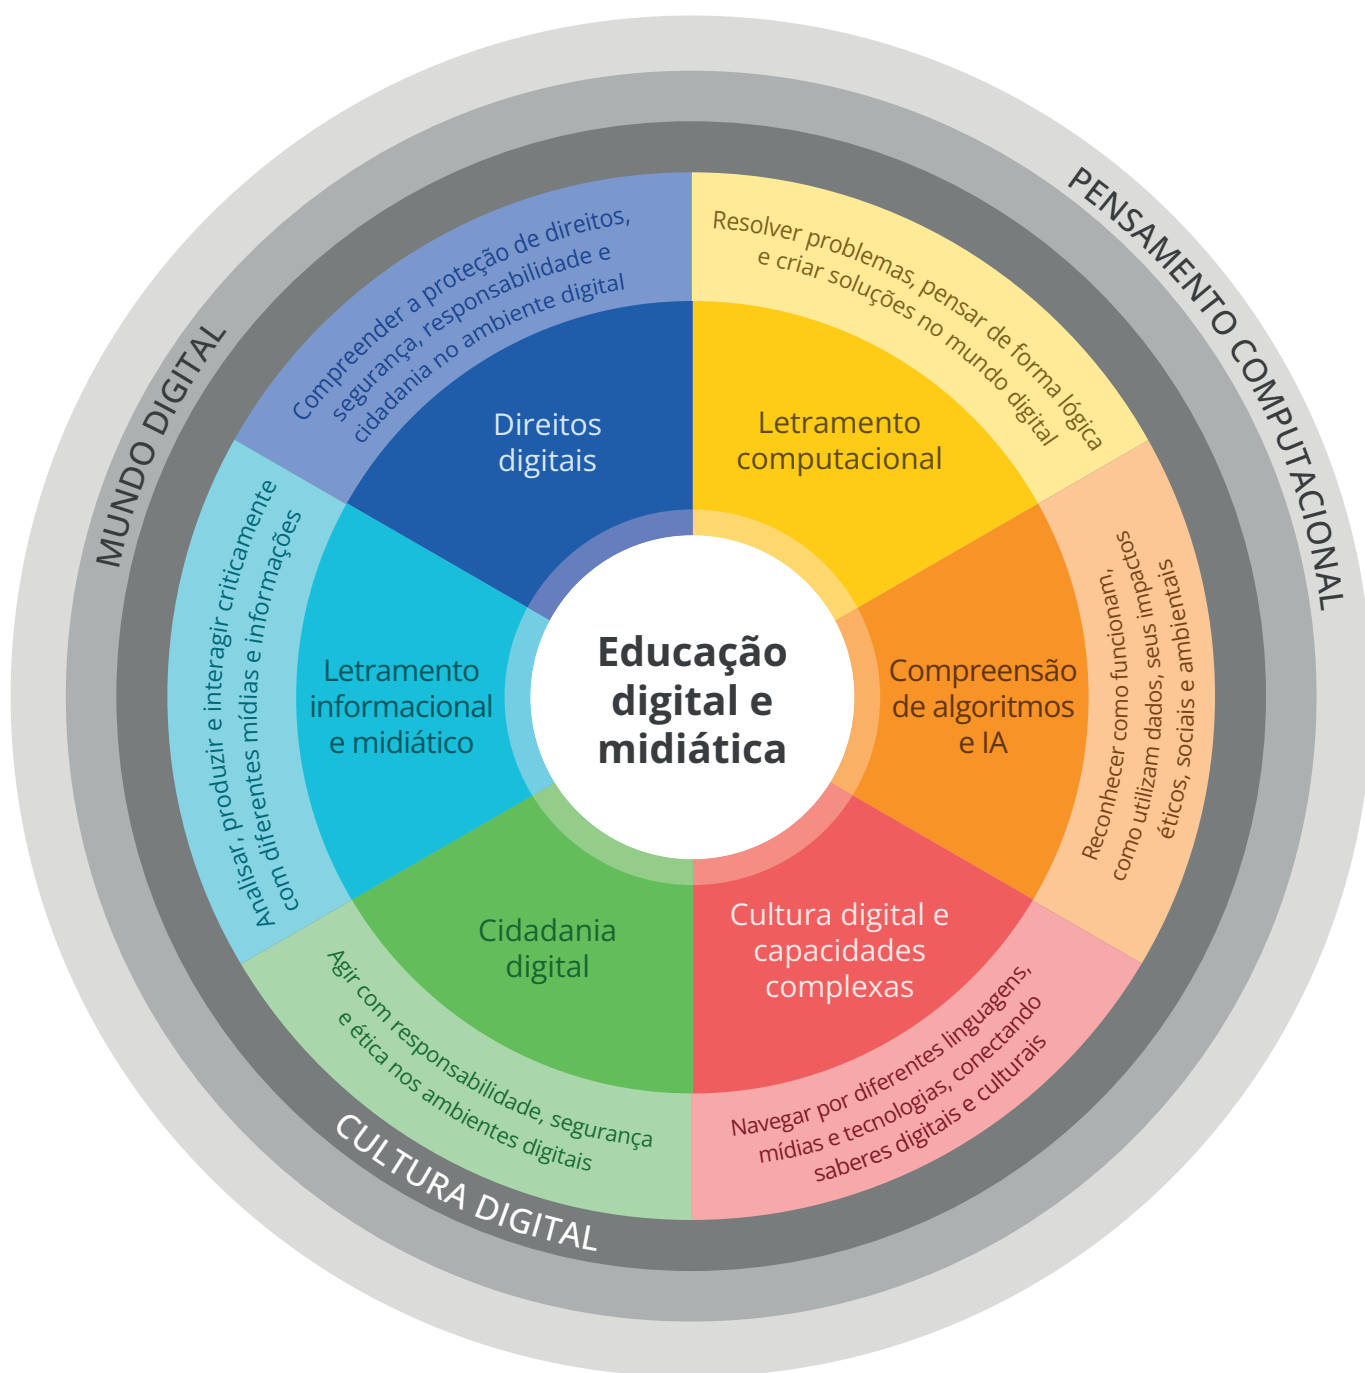 PENSAMENTO COMPUTACIONAL
MUNDO DIGITAL
CULTURA DIGITAL
Educação
digital e
midiática
Letramento
computacional
Resolver problemas, pensar de forma lógica
e criar soluções no mundo digital
Compreensão
de algoritmos
e IA
Reconhecer como funcionam,
como utilizam dados, seus impactos
éticos, sociais e ambientais
Cultura digital e
capacidades
complexas
Navegar por diferentes linguagens,
mídias e tecnologias, conectando
saberes digitais e culturais
Cidadania
digital
Agir com responsabilidade, segurança
e ética nos ambientes digitais
Letramento
informacional
e midiático
Analisar, produzir e interagir criticamente
com diferentes mídias e informações
Direitos
digitais
Compreender a proteção de direitos,
segurança, responsabilidade e
cidadania no ambiente digital